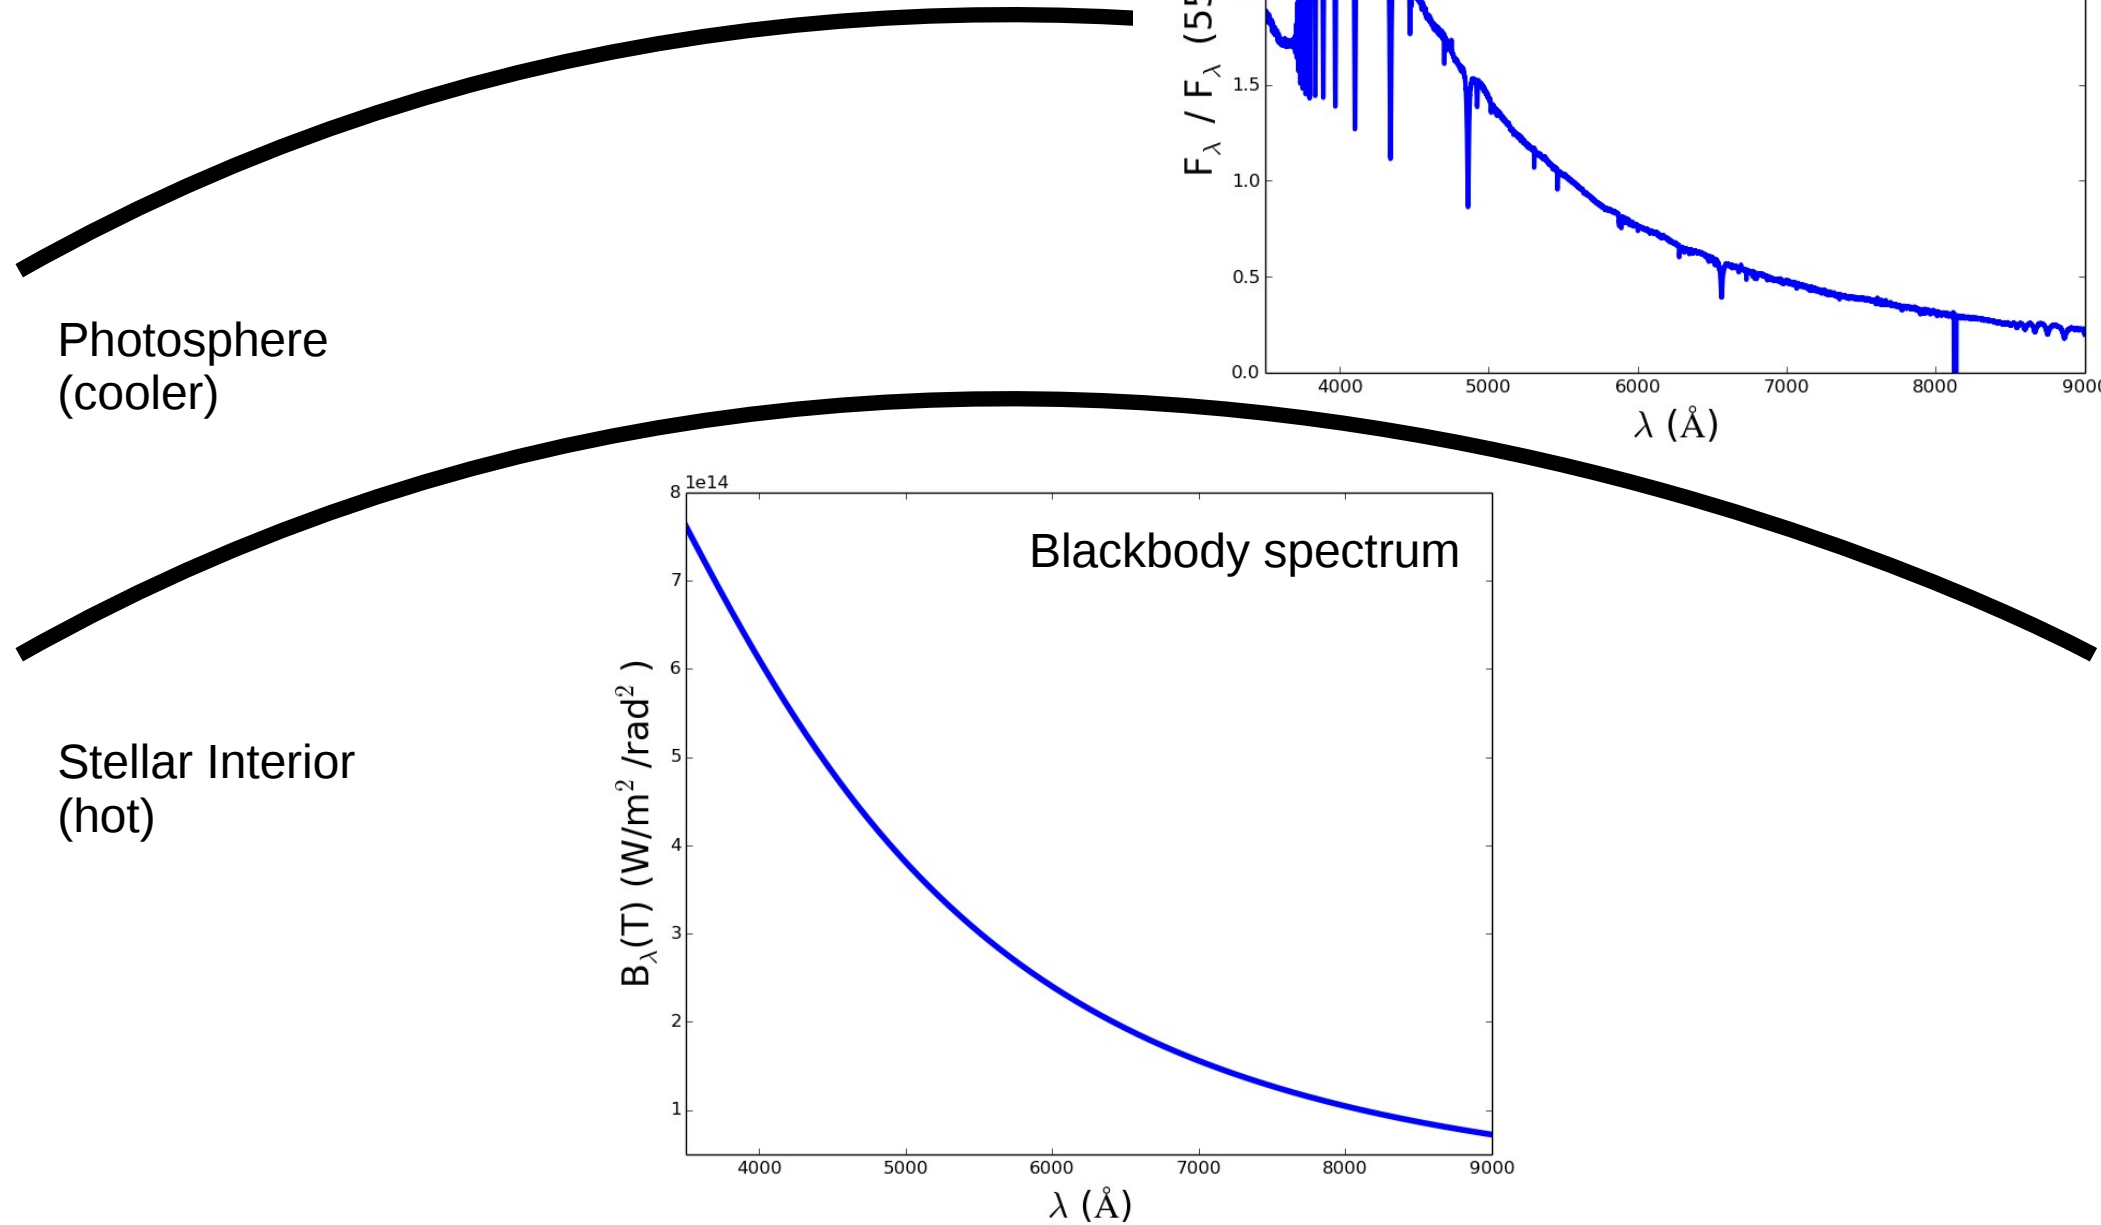 F_λ / F_λ (55
1.5
1.0
0.5
0.0
4000 5000 6000 7000 8000 9000
λ (Å)
Photosphere
(cooler)
1e14
Blackbody spectrum
B_λ(T) (W/m² /rad² )
8
7
6
5
4
3
2
1
4000 5000 6000 7000 8000 9000
λ (Å)
Stellar Interior
(hot)